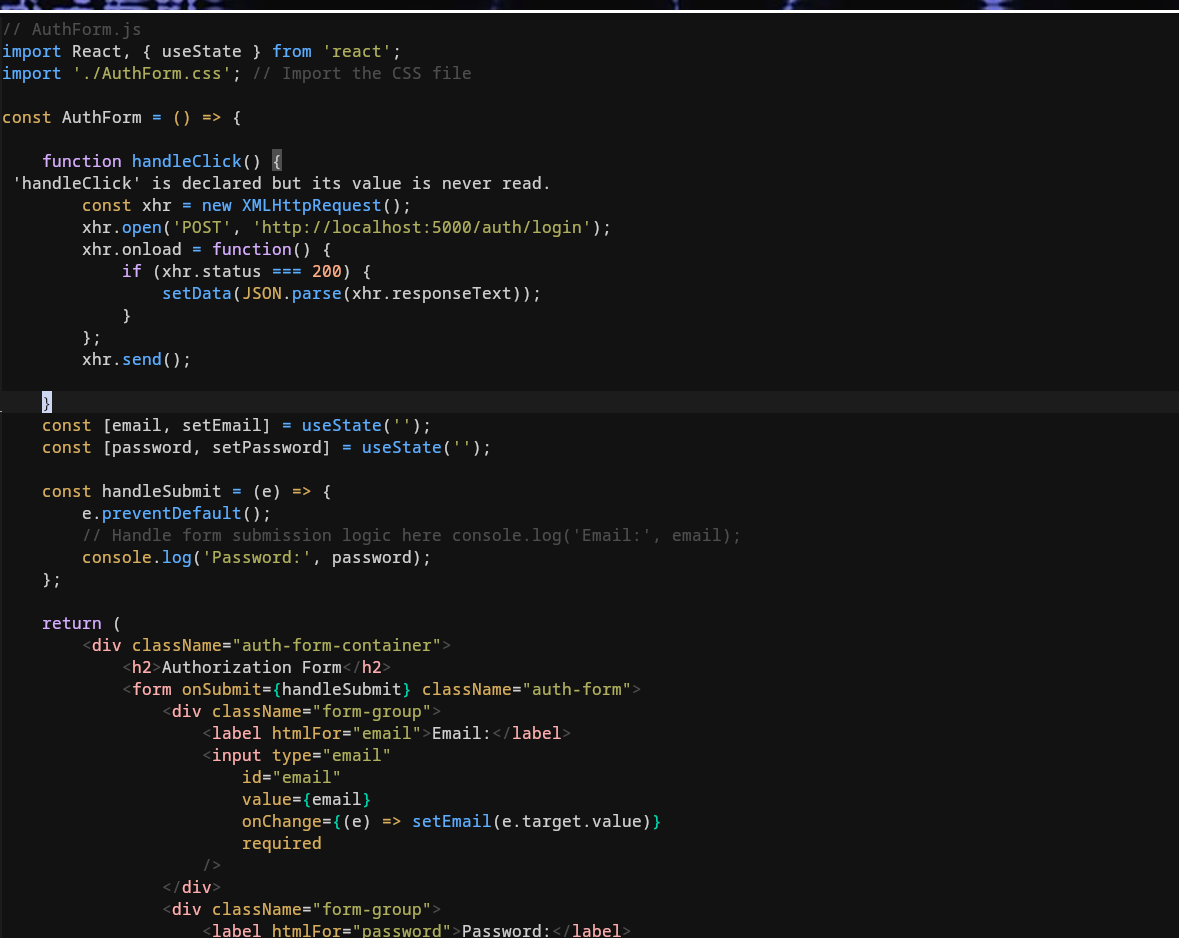 // AuthForm.js
import React, { useState } from 'react';
import './AuthForm.css'; // Import the CSS file

const AuthForm = () => {

    function handleClick() {
 'handleClick' is declared but its value is never read.
        const xhr = new XMLHttpRequest();
        xhr.open('POST', 'http://localhost:5000/auth/login');
        xhr.onload = function() {
            if (xhr.status === 200) {
                setData(JSON.parse(xhr.responseText));
            }
        };
        xhr.send();

    }
    const [email, setEmail] = useState('');
    const [password, setPassword] = useState('');

    const handleSubmit = (e) => {
        e.preventDefault();
        // Handle form submission logic here console.log('Email:', email);
        console.log('Password:', password);
    };

    return (
        <div className="auth-form-container">
            <h2>Authorization Form</h2>
            <form onSubmit={handleSubmit} className="auth-form">
                <div className="form-group">
                    <label htmlFor="email">Email:</label>
                    <input type="email"
                        id="email"
                        value={email}
                        onChange={(e) => setEmail(e.target.value)}
                        required
                    />
                </div>
                <div className="form-group">
                    <label htmlFor="password">Password:</label>